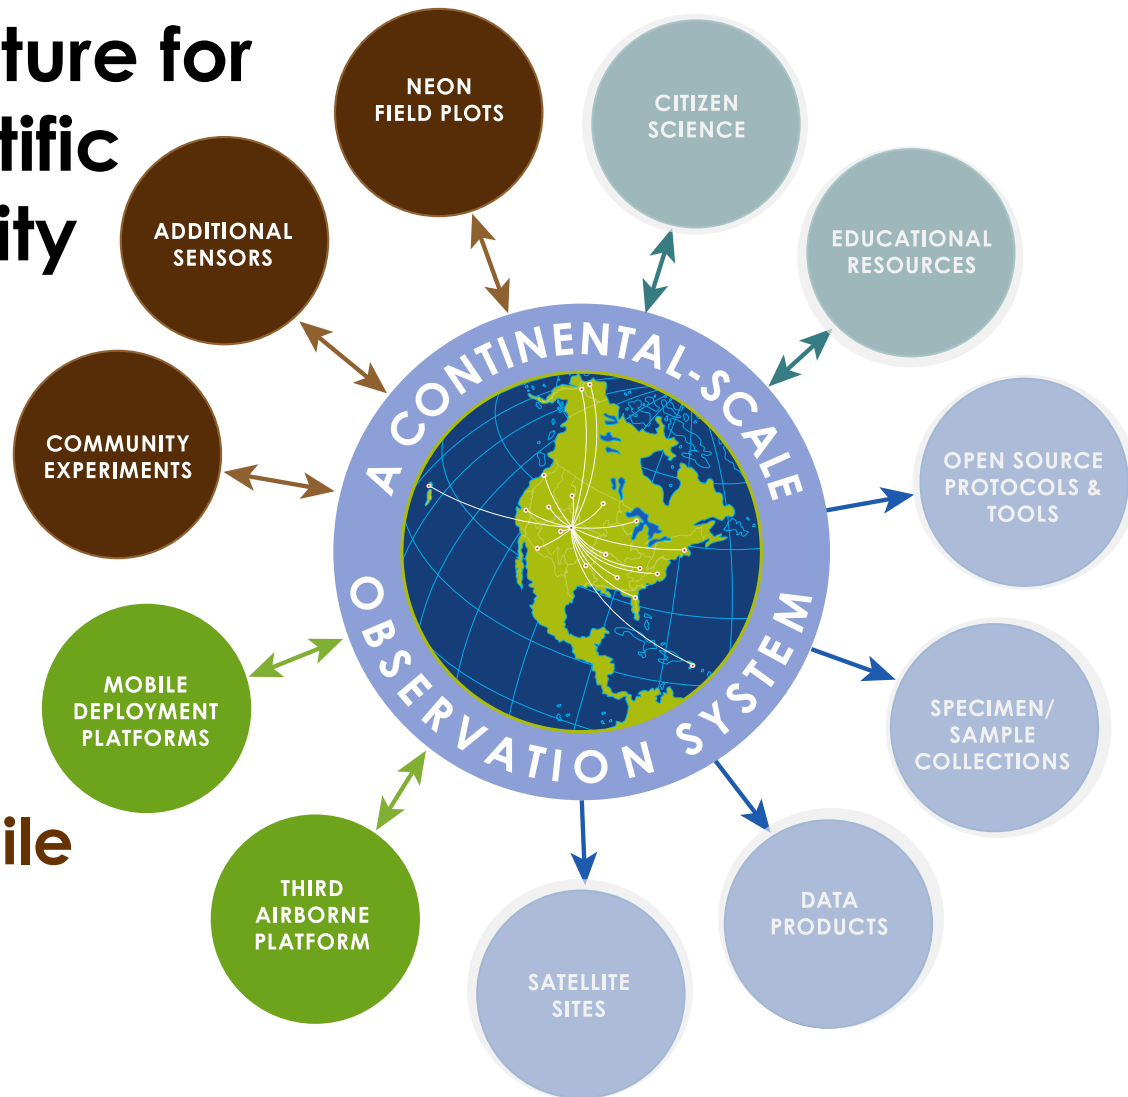 ture for
tific
ity
NEON
FIELD PLOTS
CITIZEN
SCIENCE
ADDITIONAL
SENSORS
EDUCATIONAL
RESOURCES
COMMUNITY
EXPERIMENTS
OPEN SOURCE
PROTOCOLS &
TOOLS
A CONTINENTAL-SCALE
OBSERVATION SYSTEM
MOBILE
DEPLOYMENT
PLATFORMS
SPECIMEN/
SAMPLE
COLLECTIONS
ile
THIRD
AIRBORNE
PLATFORM
DATA
PRODUCTS
SATELLITE
SITES